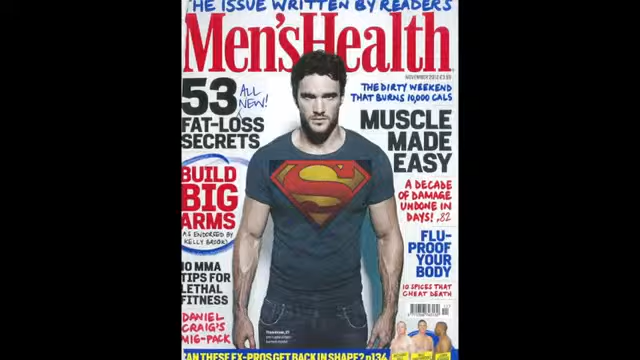 THE ISSUE WRITTEN BY READERS
Men'sHealth
NOVEMBER 2012 £3.99
53 ALL NEW!
FAT-LOSS
SECRETS
BUILD
BIG
ARMS
AS ENDORSED BY
KELLY BROOK!
10 MMA
TIPS FOR
LETHAL
FITNESS
DANIEL
CRAIG'S
MIG-PACK
THE DIRTY WEEKEND
THAT BURNS 10,000 CALS
MUSCLE
MADE
EASY
A DECADE
OF DAMAGE
UNDONE IN
DAYS! ,82
FLU-
PROOF
YOUR
BODY
10 SPICES THAT
CHEAT DEATH
CAN THESE EX-PROS GET BACK IN SHAPE? p134